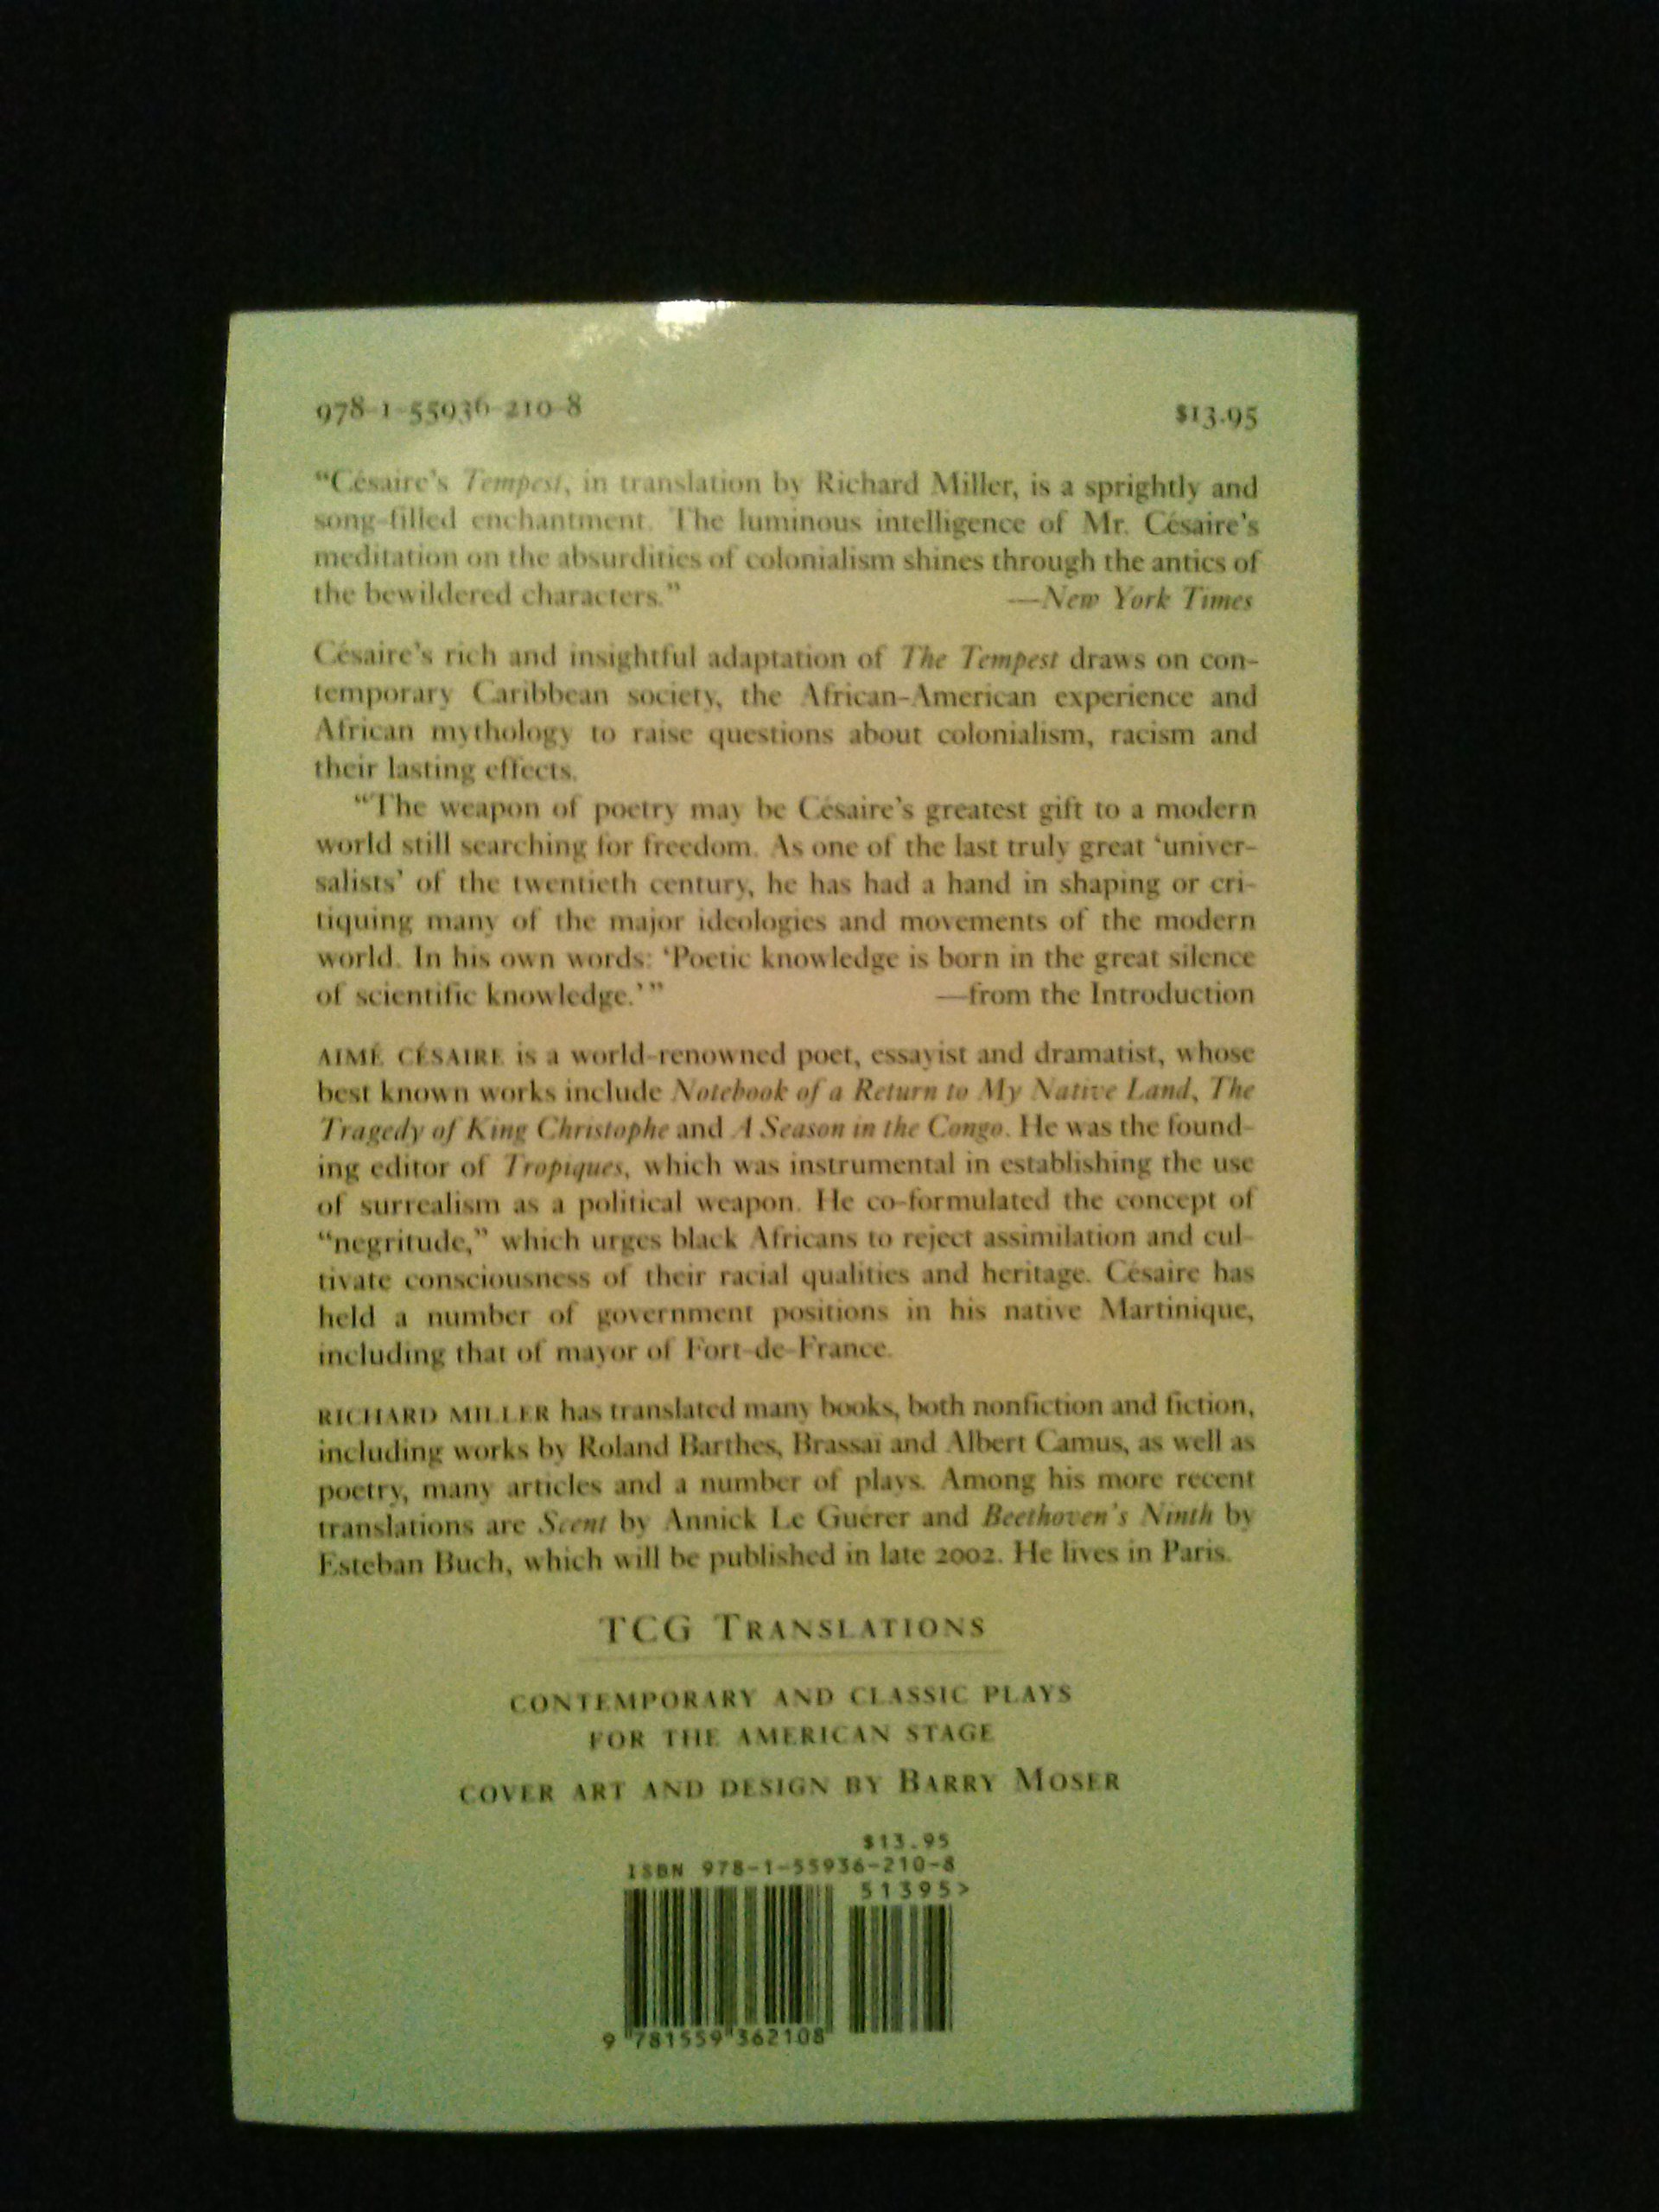 978-1-55936-210-8 $13.95
“Césaire’s Tempest, in translation by Richard Miller, is a sprightly and
song-filled enchantment. The luminous intelligence of Mr. Césaire’s
meditation on the absurdities of colonialism shines through the antics of
the bewildered characters.” —New York Times
Césaire’s rich and insightful adaptation of The Tempest draws on con-
temporary Caribbean society, the African-American experience and
African mythology to raise questions about colonialism, racism and
their lasting effects.
“The weapon of poetry may be Césaire’s greatest gift to a modern
world still searching for freedom. As one of the last truly great ‘univer-
salists’ of the twentieth century, he has had a hand in shaping or cri-
tiquing many of the major ideologies and movements of the modern
world. In his own words: ‘Poetic knowledge is born in the great silence
of scientific knowledge.’” —from the Introduction
AIMÉ CÉSAIRE is a world-renowned poet, essayist and dramatist, whose
best known works include Notebook of a Return to My Native Land, The
Tragedy of King Christophe and A Season in the Congo. He was the found-
ing editor of Tropiques, which was instrumental in establishing the use
of surrealism as a political weapon. He co-formulated the concept of
“negritude,” which urges black Africans to reject assimilation and cul-
tivate consciousness of their racial qualities and heritage. Césaire has
held a number of government positions in his native Martinique,
including that of mayor of Fort-de-France.
RICHARD MILLER has translated many books, both nonfiction and fiction,
including works by Roland Barthes, Brassaï and Albert Camus, as well as
poetry, many articles and a number of plays. Among his more recent
translations are Scent by Annick Le Guérer and Beethoven’s Ninth by
Esteban Buch, which will be published in late 2002. He lives in Paris.
TCG TRANSLATIONS
CONTEMPORARY AND CLASSIC PLAYS
FOR THE AMERICAN STAGE
COVER ART AND DESIGN BY BARRY MOSER
$13.95
ISBN 978-1-55936-210-8
51395>
9 781559 362108